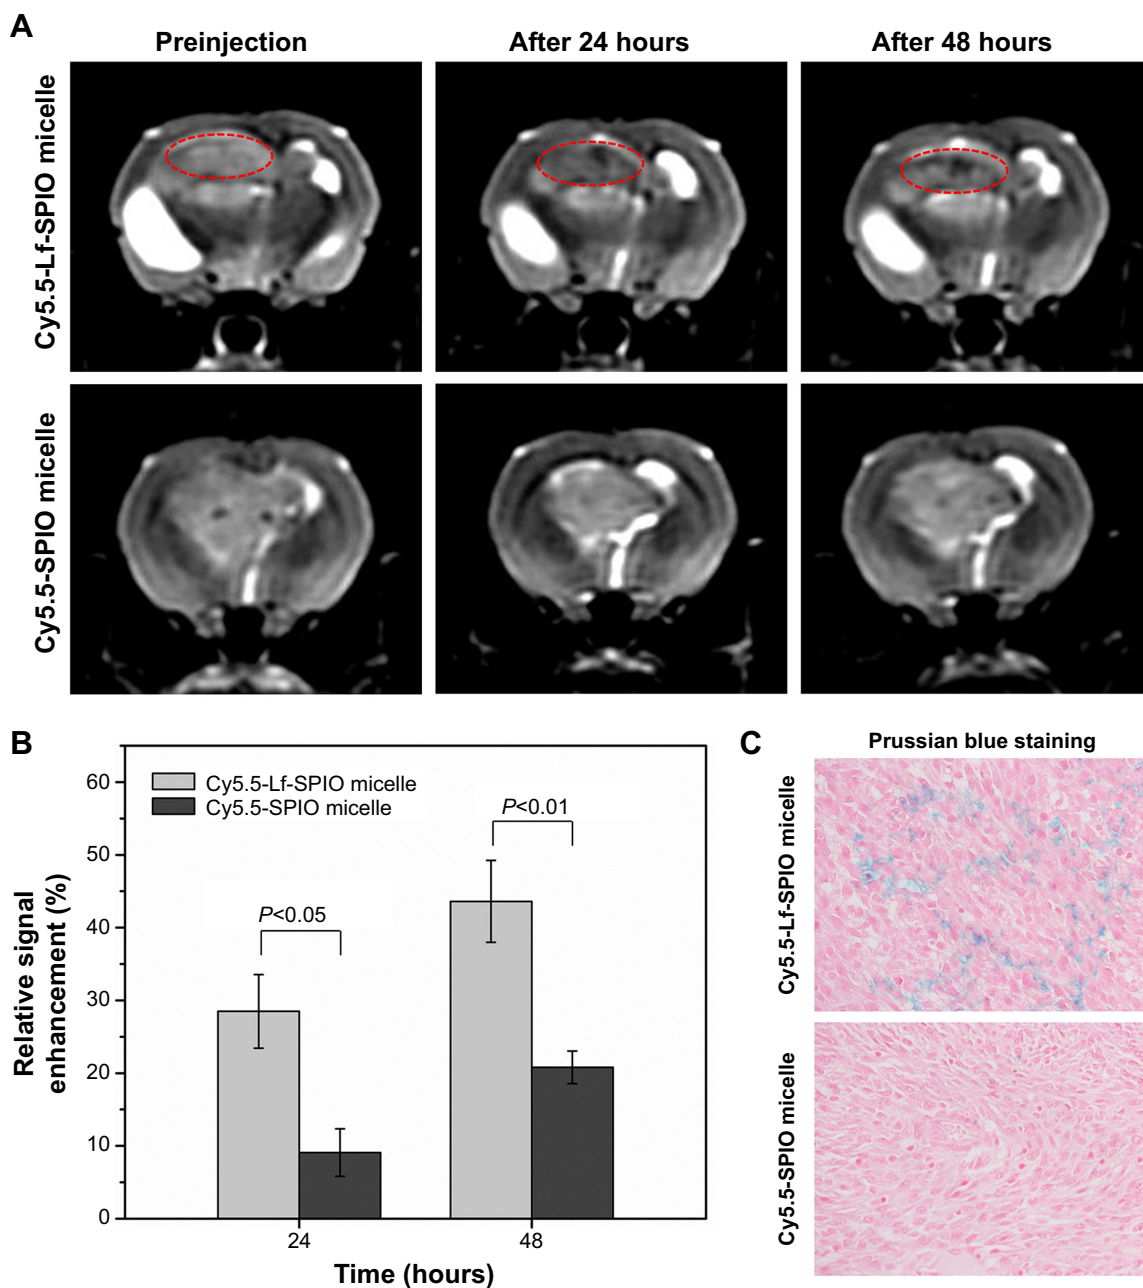 A
Preinjection
After 24 hours
After 48 hours
Cy5.5-Lf-SPIO micelle
Cy5.5-SPIO micelle
B
Relative signal
enhancement (%)
60
50
40
30
20
10
0
Cy5.5-Lf-SPIO micelle
Cy5.5-SPIO micelle
P<0.05
P<0.01
24
48
Time (hours)
C
Prussian blue staining
Cy5.5-Lf-SPIO micelle
Cy5.5-SPIO micelle